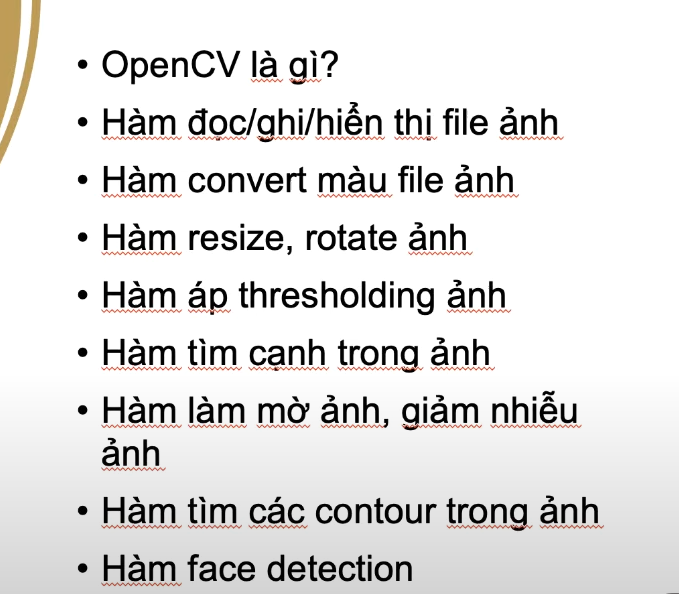 • OpenCV là gì?
• Hàm đọc/ghi/hiển thị file ảnh
• Hàm convert màu file ảnh
• Hàm resize, rotate ảnh
• Hàm áp thresholding ảnh
• Hàm tìm cạnh trong ảnh
• Hàm làm mờ ảnh, giảm nhiễu
ảnh
• Hàm tìm các contour trong ảnh
• Hàm face detection